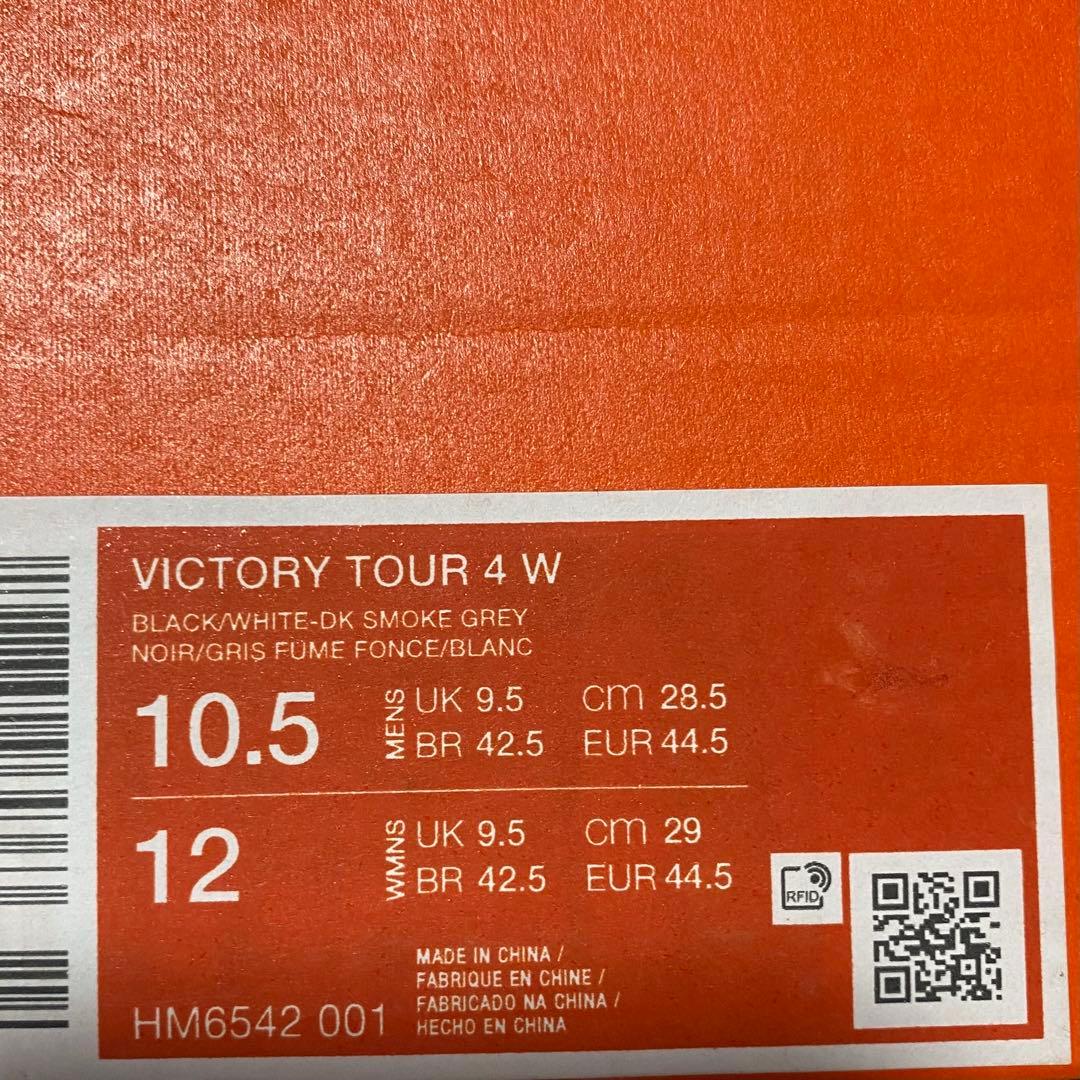 VICTORY TOUR 4 W
BLACK/WHITE-DK SMOKE GREY
NOIR/GRIS FUME FONCE/BLANC
10.5 MENS UK 9.5 cm 28.5
BR 42.5 EUR 44.5
12 WMNS UK 9.5 cm 29
BR 42.5 EUR 44.5
RFID
MADE IN CHINA /
FABRIQUE EN CHINE /
FABRICADO NA CHINA /
HECHO EN CHINA
HM6542 001